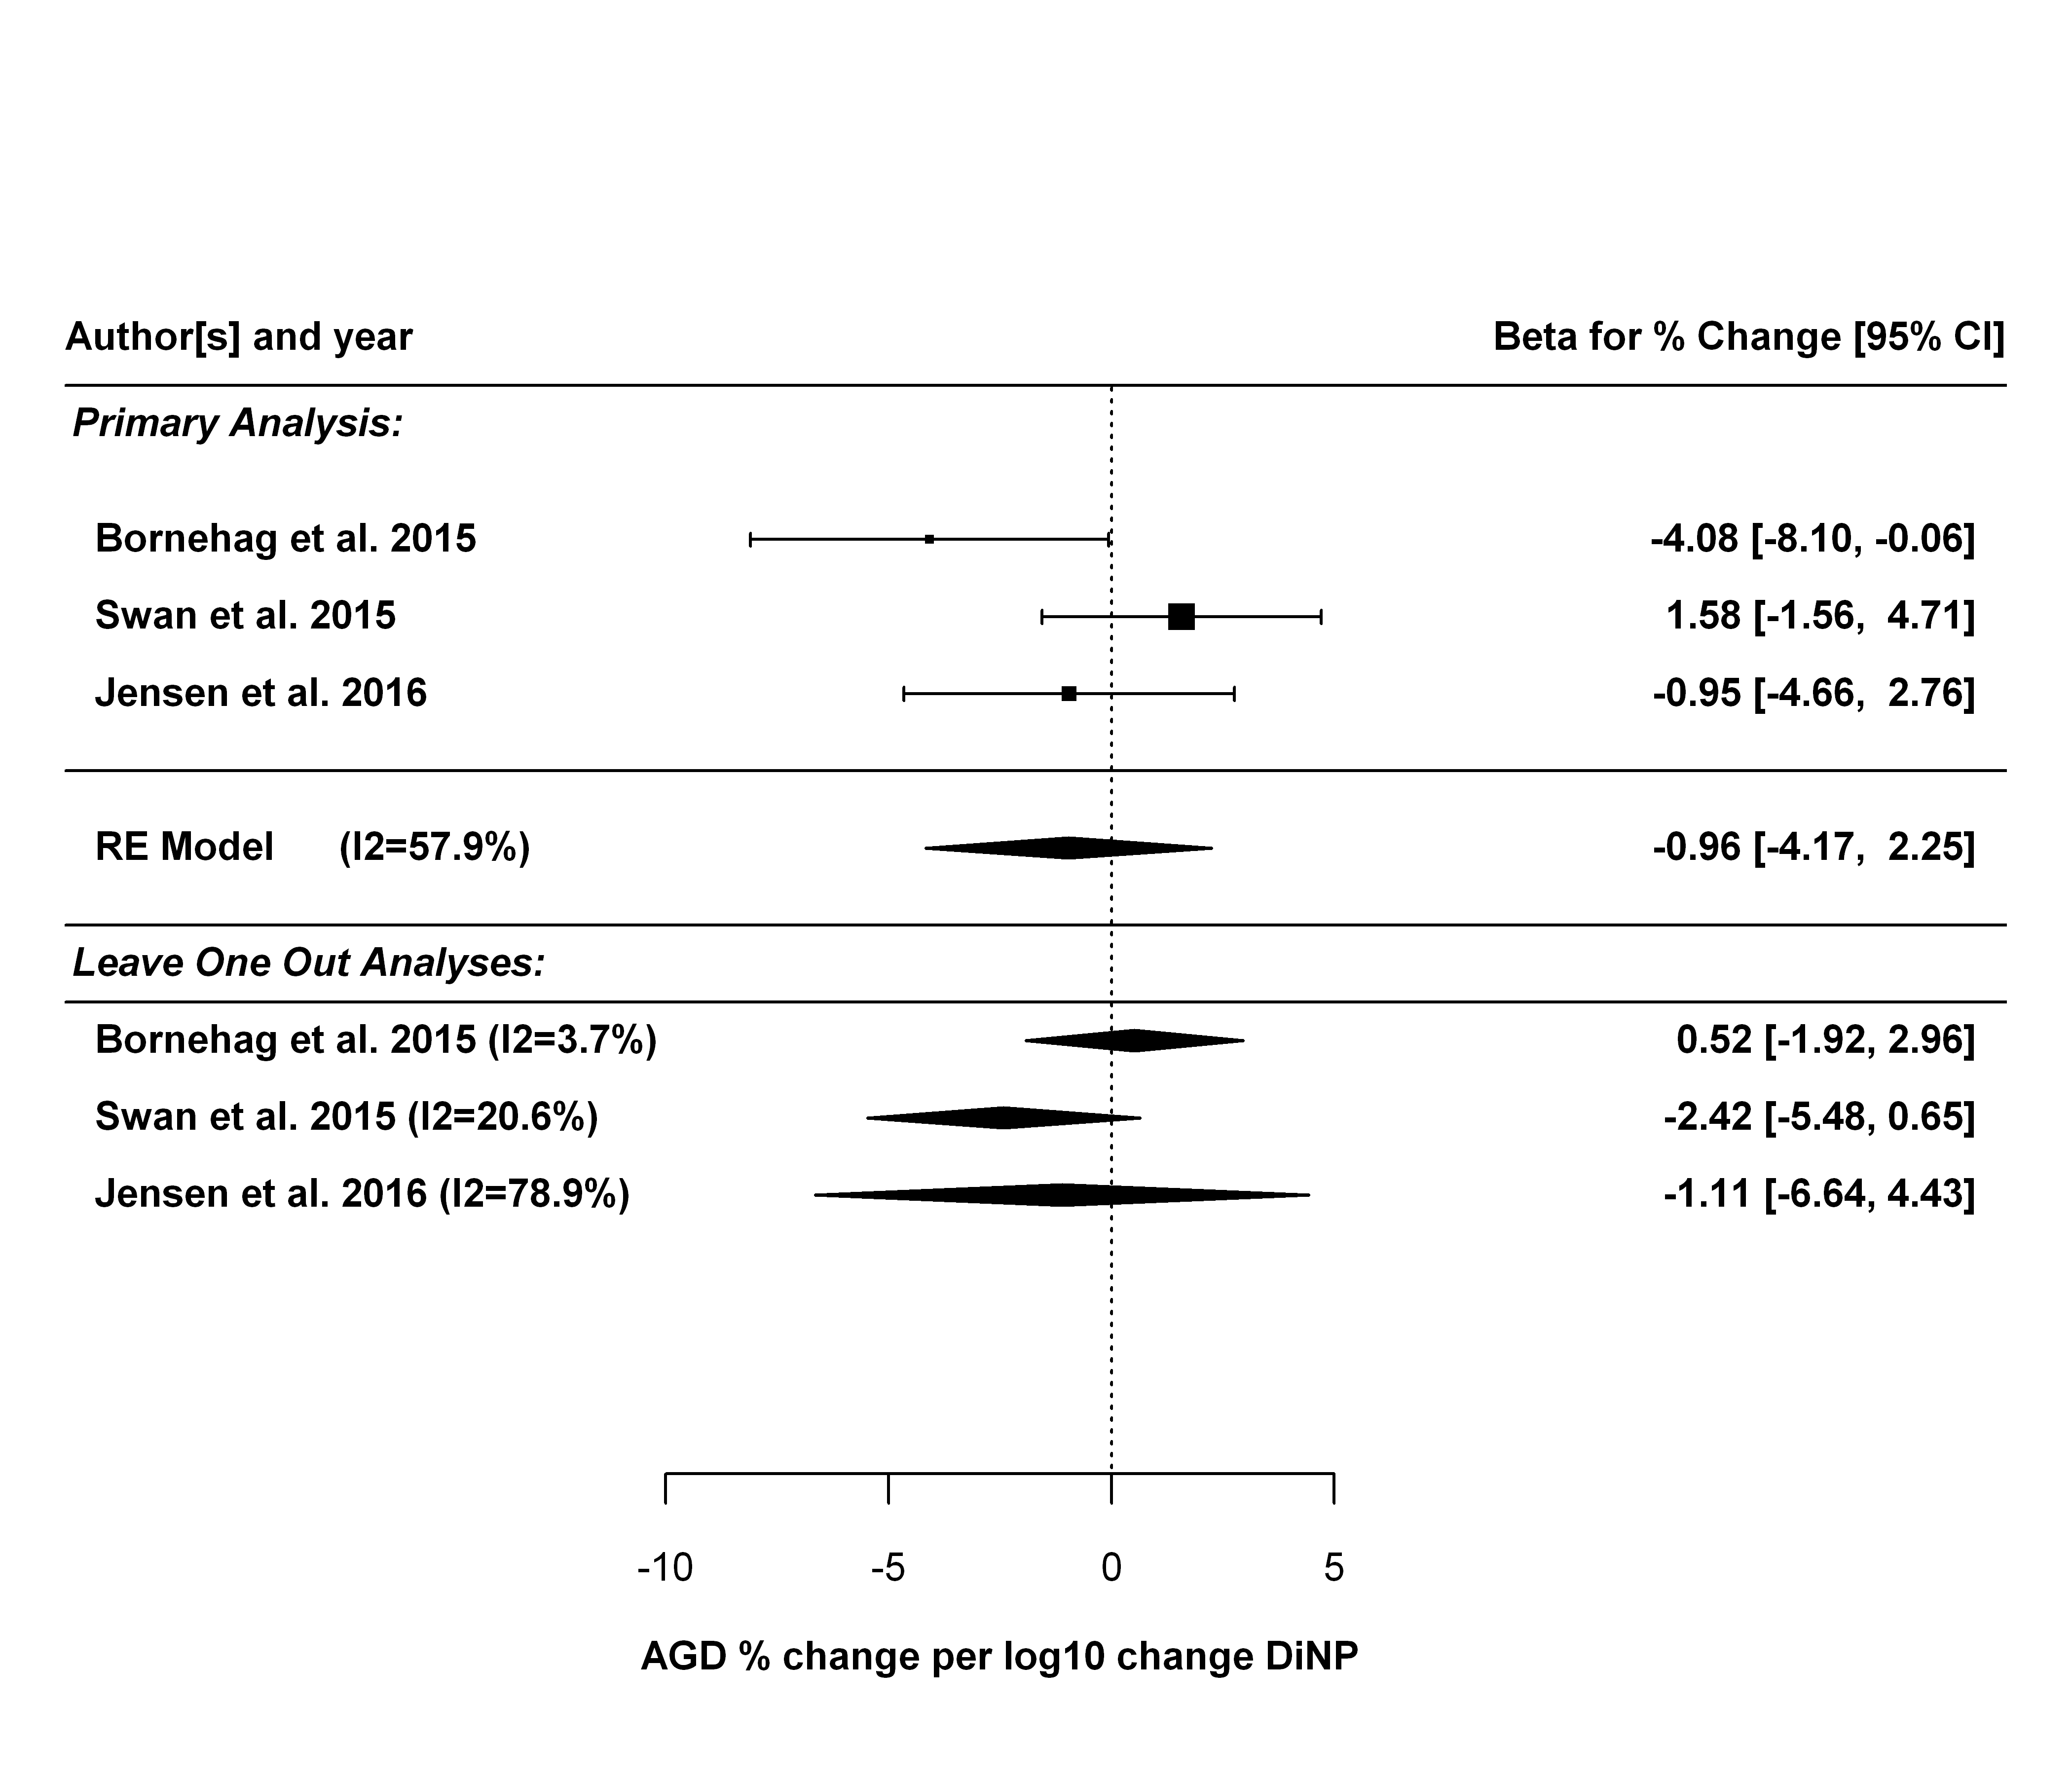 Author[s] and year Beta for % Change [95% CI]
Primary Analysis:
Bornehag et al. 2015 -4.08 [-8.10, -0.06]
Swan et al. 2015 1.58 [-1.56, 4.71]
Jensen et al. 2016 -0.95 [-4.66, 2.76]
RE Model (I2=57.9%) -0.96 [-4.17, 2.25]
Leave One Out Analyses:
Bornehag et al. 2015 (I2=3.7%) 0.52 [-1.92, 2.96]
Swan et al. 2015 (I2=20.6%) -2.42 [-5.48, 0.65]
Jensen et al. 2016 (I2=78.9%) -1.11 [-6.64, 4.43]
-10 -5 0 5
AGD % change per log10 change DiNP